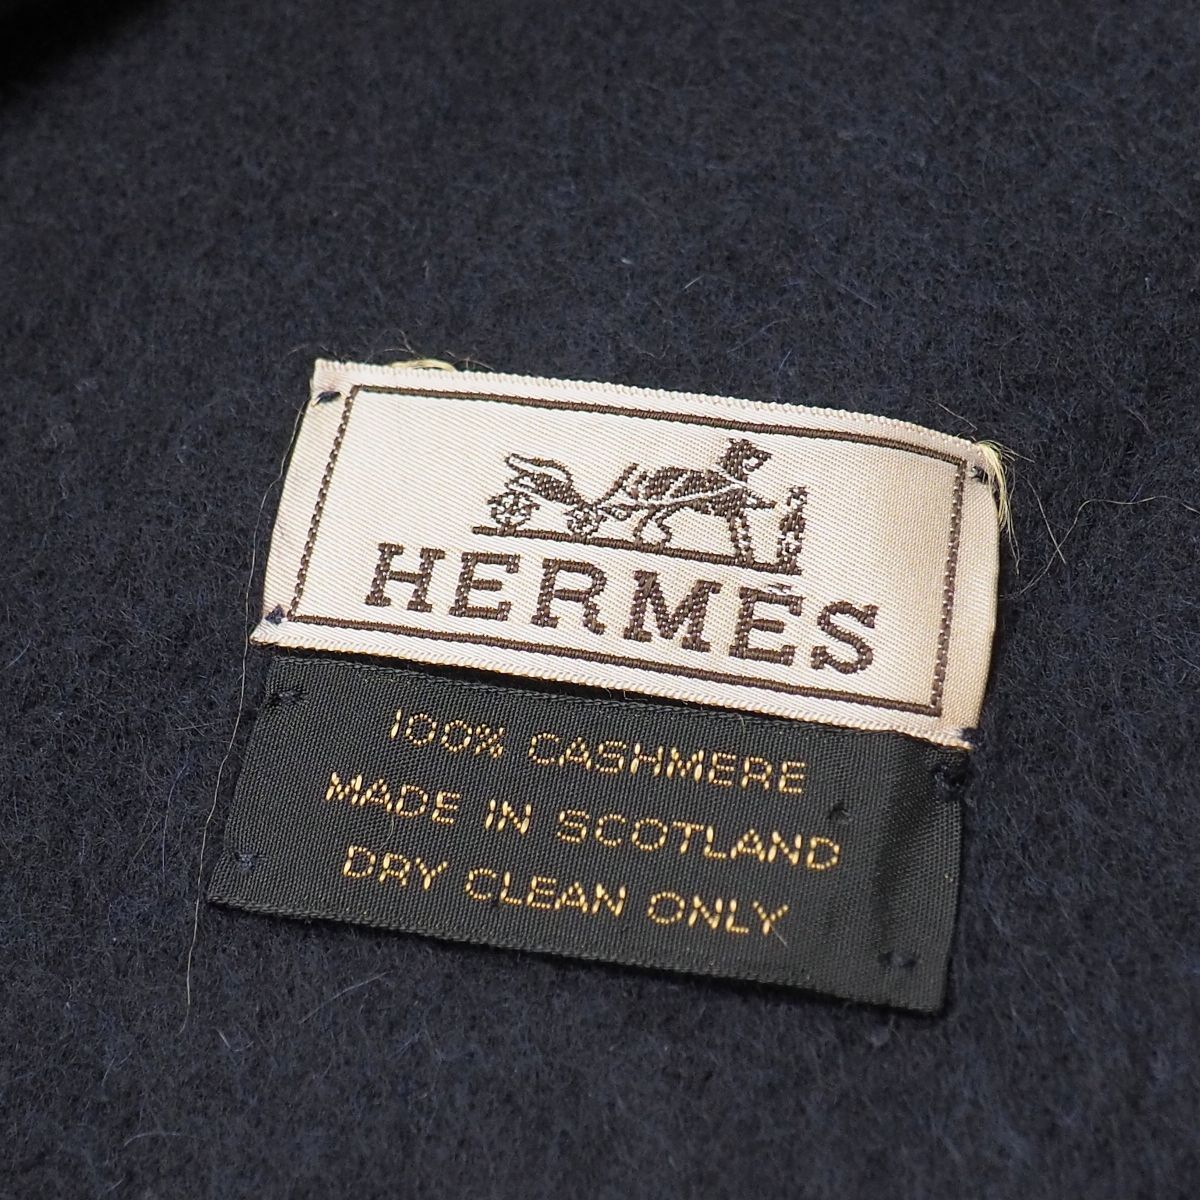 HERMÈS
100% CASHMERE
MADE IN SCOTLAND
DRY CLEAN ONLY